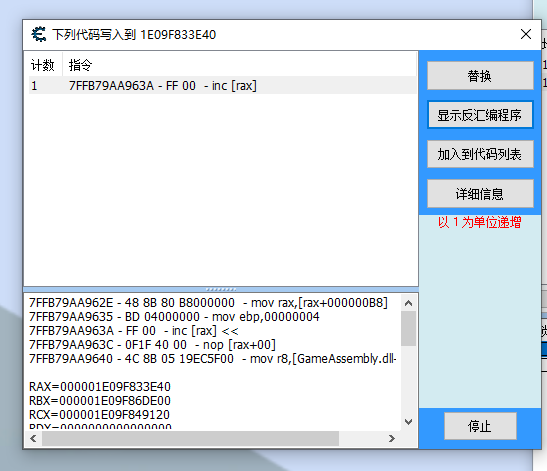 下列代码写入到 1E09F833E40
计数 指令
1 7FFB79AA963A - FF 00 - inc [rax]
替换
显示反汇编程序
加入到代码列表
详细信息
以 1 为单位递增
7FFB79AA962E - 48 8B 80 B8000000 - mov rax,[rax+000000B8]
7FFB79AA9635 - BD 04000000 - mov ebp,00000004
7FFB79AA963A - FF 00 - inc [rax] <<
7FFB79AA963C - 0F1F 40 00 - nop [rax+00]
7FFB79AA9640 - 4C 8B 05 19EC5F00 - mov r8,[GameAssembly.dll-
RAX=000001E09F833E40
RBX=000001E09F86DE00
RCX=000001E09F849120
RDX=0000000000000000
停止